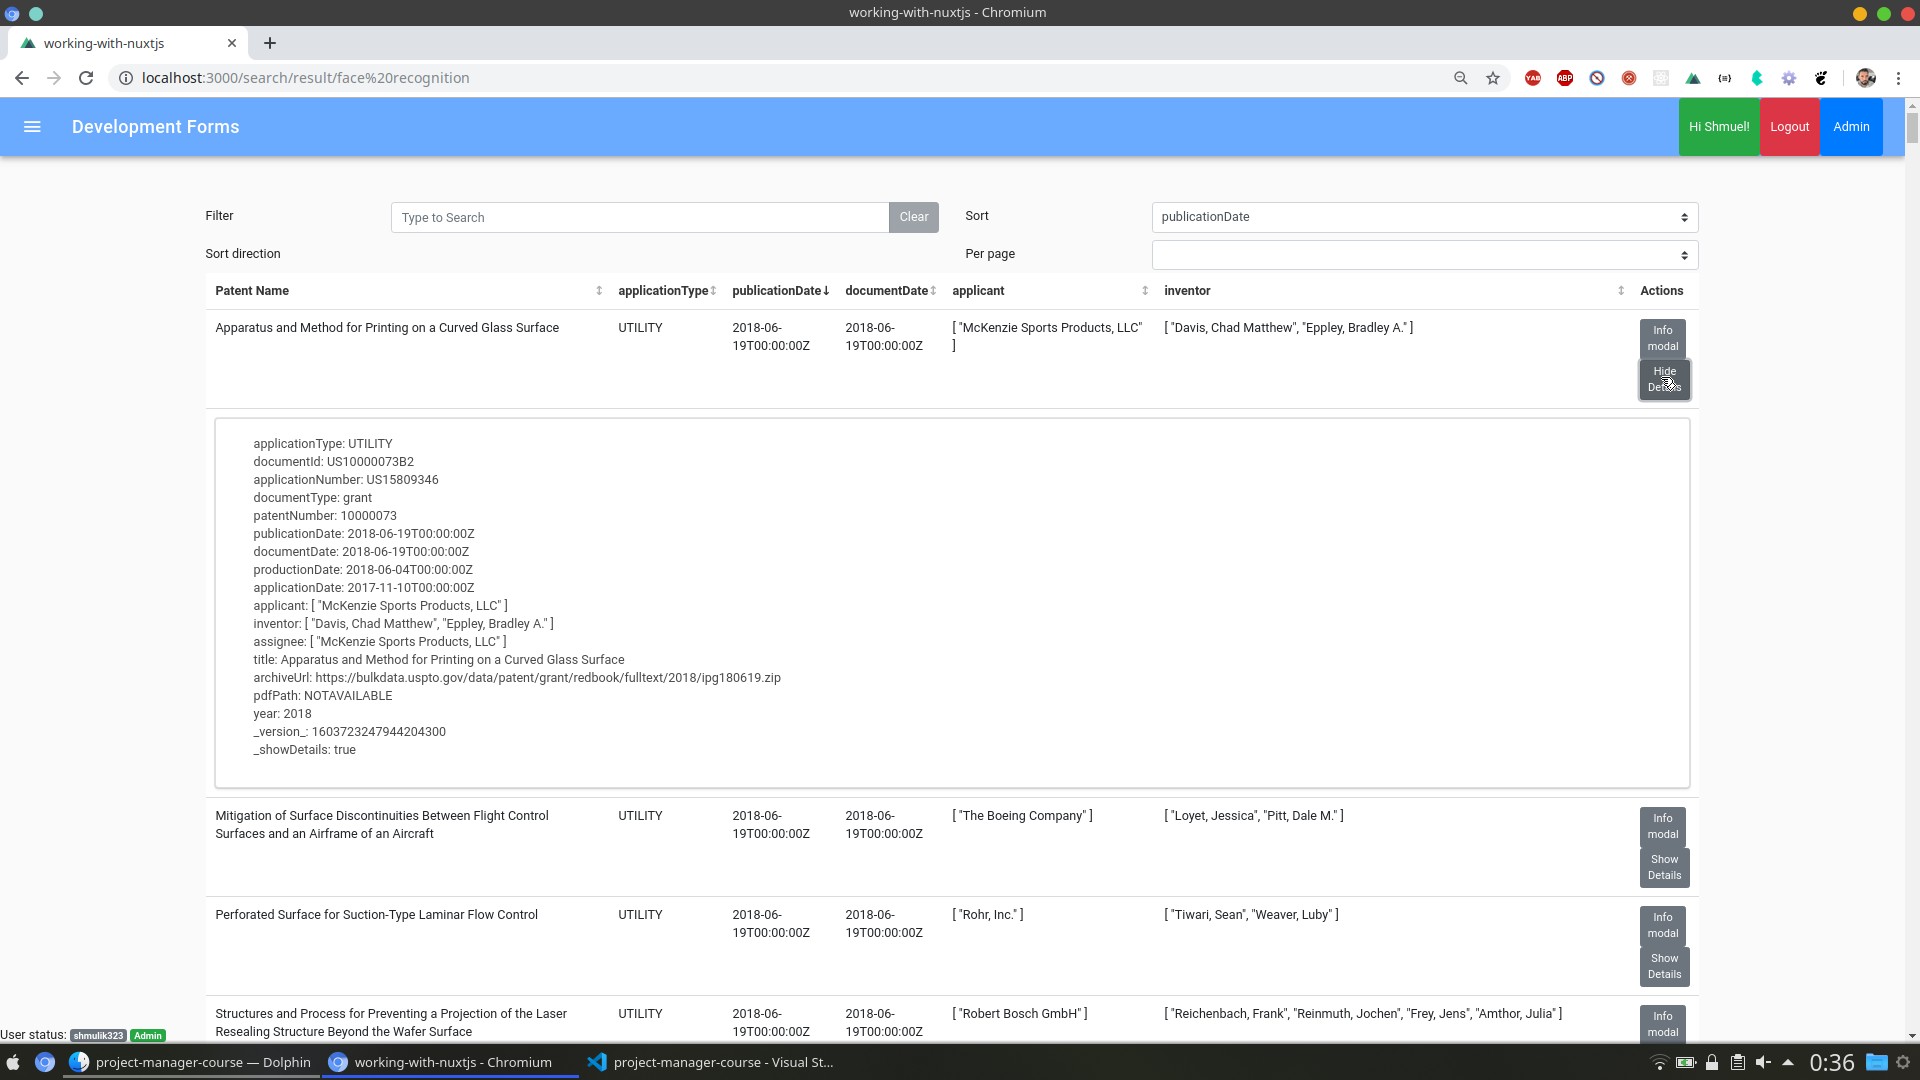 working-with-nuxtjs - Chromium
working-with-nuxtjs
localhost:3000/search/result/face%20recognition
YAB
ABP
Development Forms
Hi Shmuel!
Logout
Admin
Filter
Type to Search
Clear
Sort
publicationDate
Sort direction
Per page
Patent Name applicationType publicationDate documentDate applicant inventor Actions
Apparatus and Method for Printing on a Curved Glass Surface UTILITY 2018-06- 2018-06- [ "McKenzie Sports Products, LLC" [ "Davis, Chad Matthew", "Eppley, Bradley A." ] Info
19T00:00:00Z 19T00:00:00Z ] modal
Hide
Details
applicationType: UTILITY
documentId: US10000073B2
applicationNumber: US15809346
documentType: grant
patentNumber: 10000073
publicationDate: 2018-06-19T00:00:00Z
documentDate: 2018-06-19T00:00:00Z
productionDate: 2018-06-04T00:00:00Z
applicationDate: 2017-11-10T00:00:00Z
applicant: [ "McKenzie Sports Products, LLC" ]
inventor: [ "Davis, Chad Matthew", "Eppley, Bradley A." ]
assignee: [ "McKenzie Sports Products, LLC" ]
title: Apparatus and Method for Printing on a Curved Glass Surface
archiveUrl: https://bulkdata.uspto.gov/data/patent/grant/redbook/fulltext/2018/ipg180619.zip
pdfPath: NOTAVAILABLE
year: 2018
_version_: 1603723247944204300
_showDetails: true
Mitigation of Surface Discontinuities Between Flight Control UTILITY 2018-06- 2018-06- [ "The Boeing Company" ] [ "Loyet, Jessica", "Pitt, Dale M." ] Info
Surfaces and an Airframe of an Aircraft 19T00:00:00Z 19T00:00:00Z modal
Show
Details
Perforated Surface for Suction-Type Laminar Flow Control UTILITY 2018-06- 2018-06- [ "Rohr, Inc." ] [ "Tiwari, Sean", "Weaver, Luby" ] Info
19T00:00:00Z 19T00:00:00Z modal
Show
Details
Structures and Process for Preventing a Projection of the Laser UTILITY 2018-06- 2018-06- [ "Robert Bosch GmbH" ] [ "Reichenbach, Frank", "Reinmuth, Jochen", "Frey, Jens", "Amthor, Julia" ] Info
Resealing Structure Beyond the Wafer Surface 19T00:00:00Z 19T00:00:00Z modal
User status: shmulik323 Admin
project-manager-course — Dolphin
working-with-nuxtjs - Chromium
project-manager-course - Visual St...
0:36